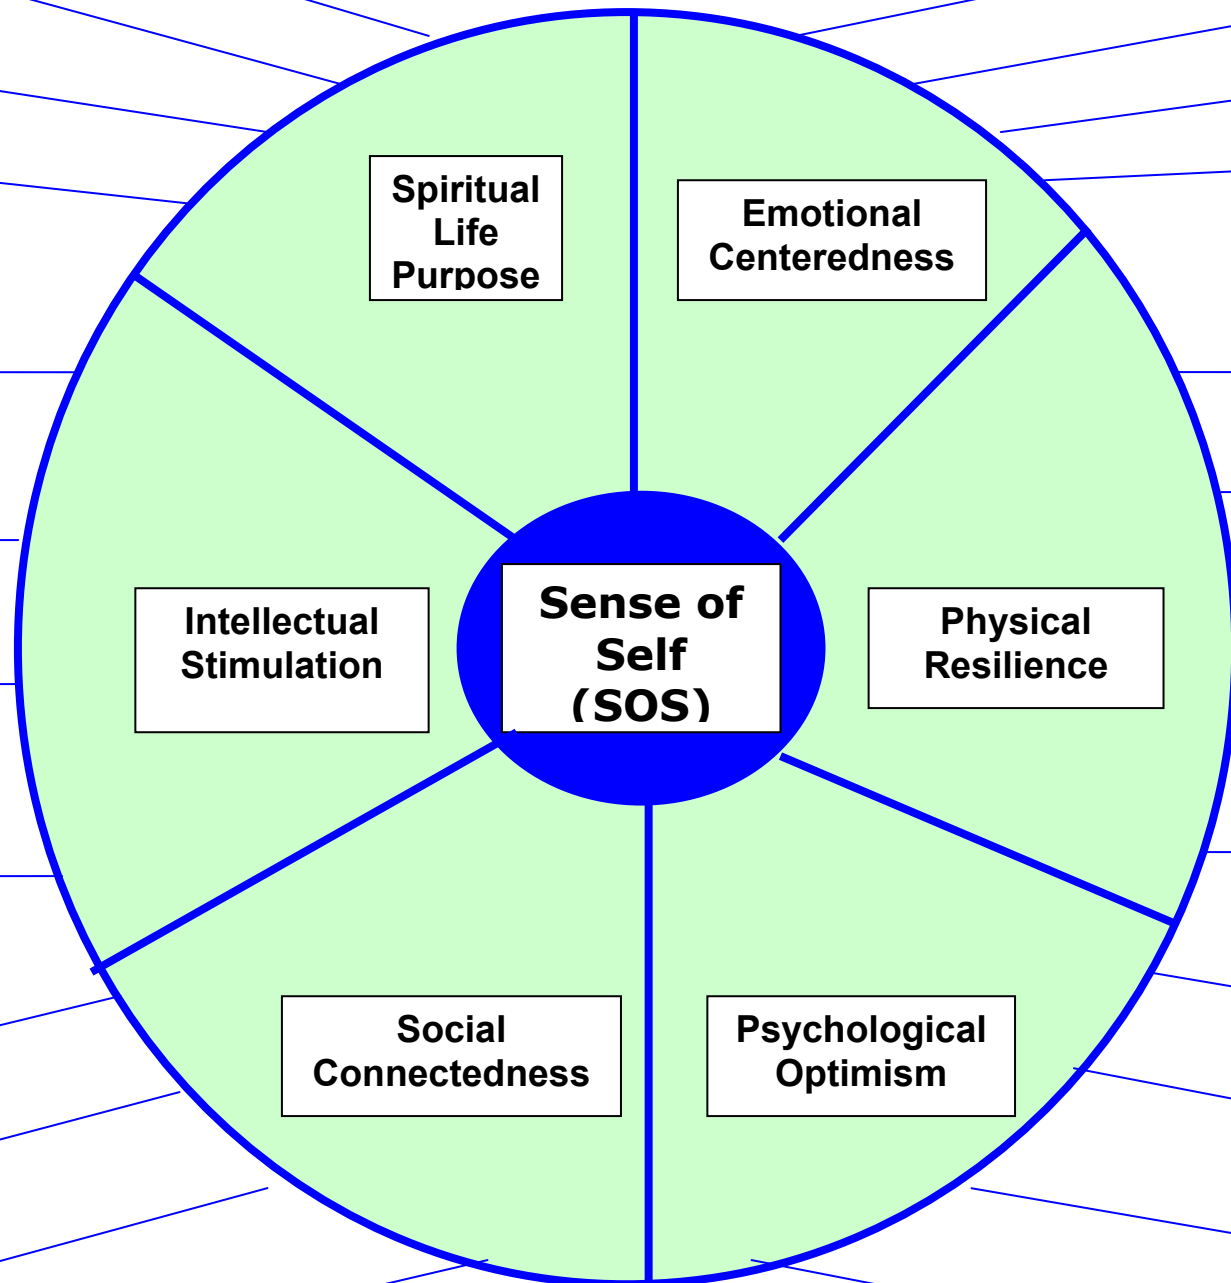 Spiritual
Life
Purpose
Emotional
Centeredness
Intellectual
Stimulation
Sense of
Self
(SOS)
Physical
Resilience
Social
Connectedness
Psychological
Optimism